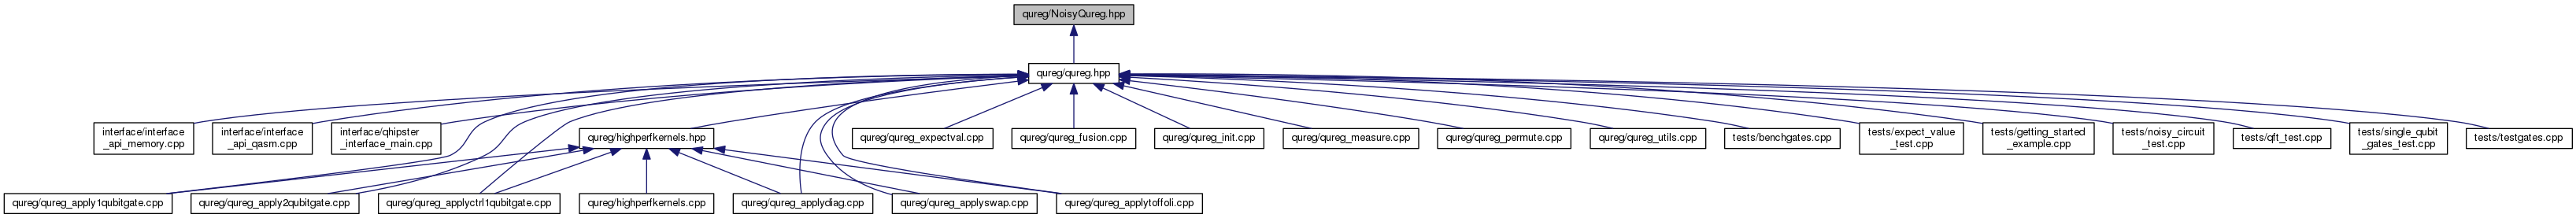 qureg/NoisyQureg.hpp
qureg/qureg.hpp
interface/interface
_api_memory.cpp
interface/interface
_api_qasm.cpp
interface/qhipster
_interface_main.cpp
qureg/highperfkernels.hpp
qureg/qureg_expectval.cpp
qureg/qureg_fusion.cpp
qureg/qureg_init.cpp
qureg/qureg_measure.cpp
qureg/qureg_permute.cpp
qureg/qureg_utils.cpp
tests/benchgates.cpp
tests/expect_value
_test.cpp
tests/getting_started
_example.cpp
tests/noisy_circuit
_test.cpp
tests/qft_test.cpp
tests/single_qubit
_gates_test.cpp
tests/testgates.cpp
qureg/qureg_apply1qubitgate.cpp
qureg/qureg_apply2qubitgate.cpp
qureg/qureg_applyctrl1qubitgate.cpp
qureg/highperfkernels.cpp
qureg/qureg_applydiag.cpp
qureg/qureg_applyswap.cpp
qureg/qureg_applytoffoli.cpp